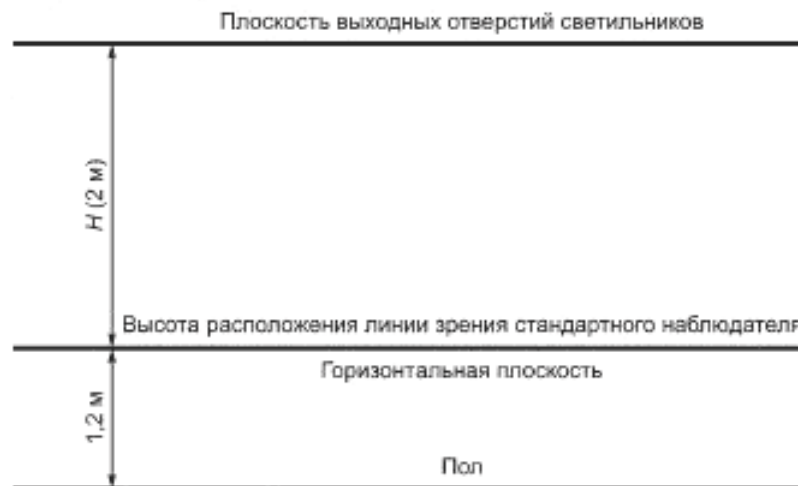 Плоскость выходных отверстий светильников
H (2 м)
Высота расположения линии зрения стандартного наблюдателя
Горизонтальная плоскость
1,2 м
Пол